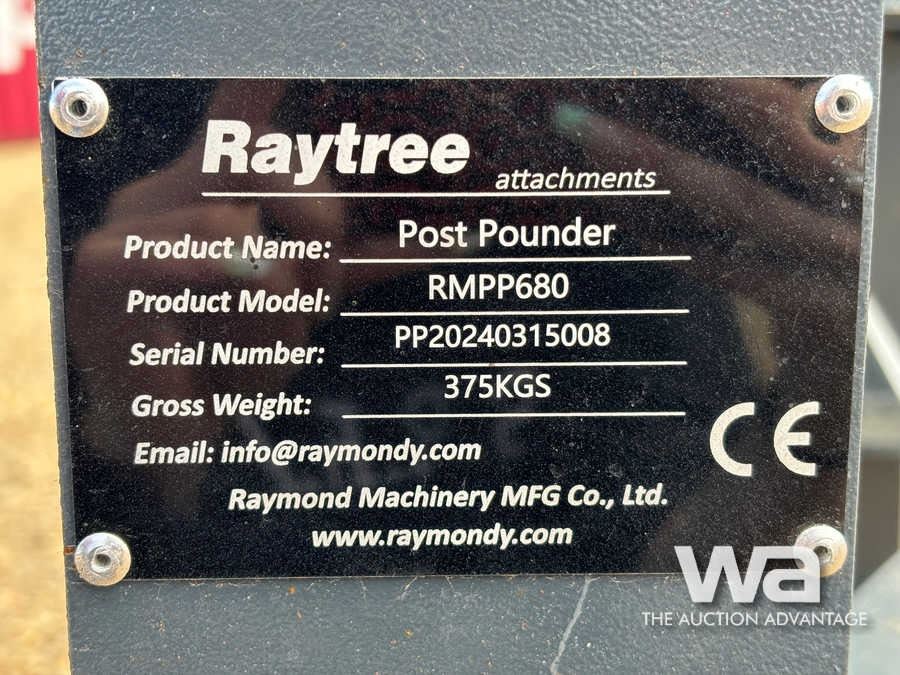 Raytree
attachments
Product Name: Post Pounder
Product Model: RMPP680
Serial Number: PP20240315008
Gross Weight: 375KGS
Email: info@raymondy.com
CE
Raymond Machinery MFG Co., Ltd.
www.raymondy.com
wa
THE AUCTION ADVANTAGE